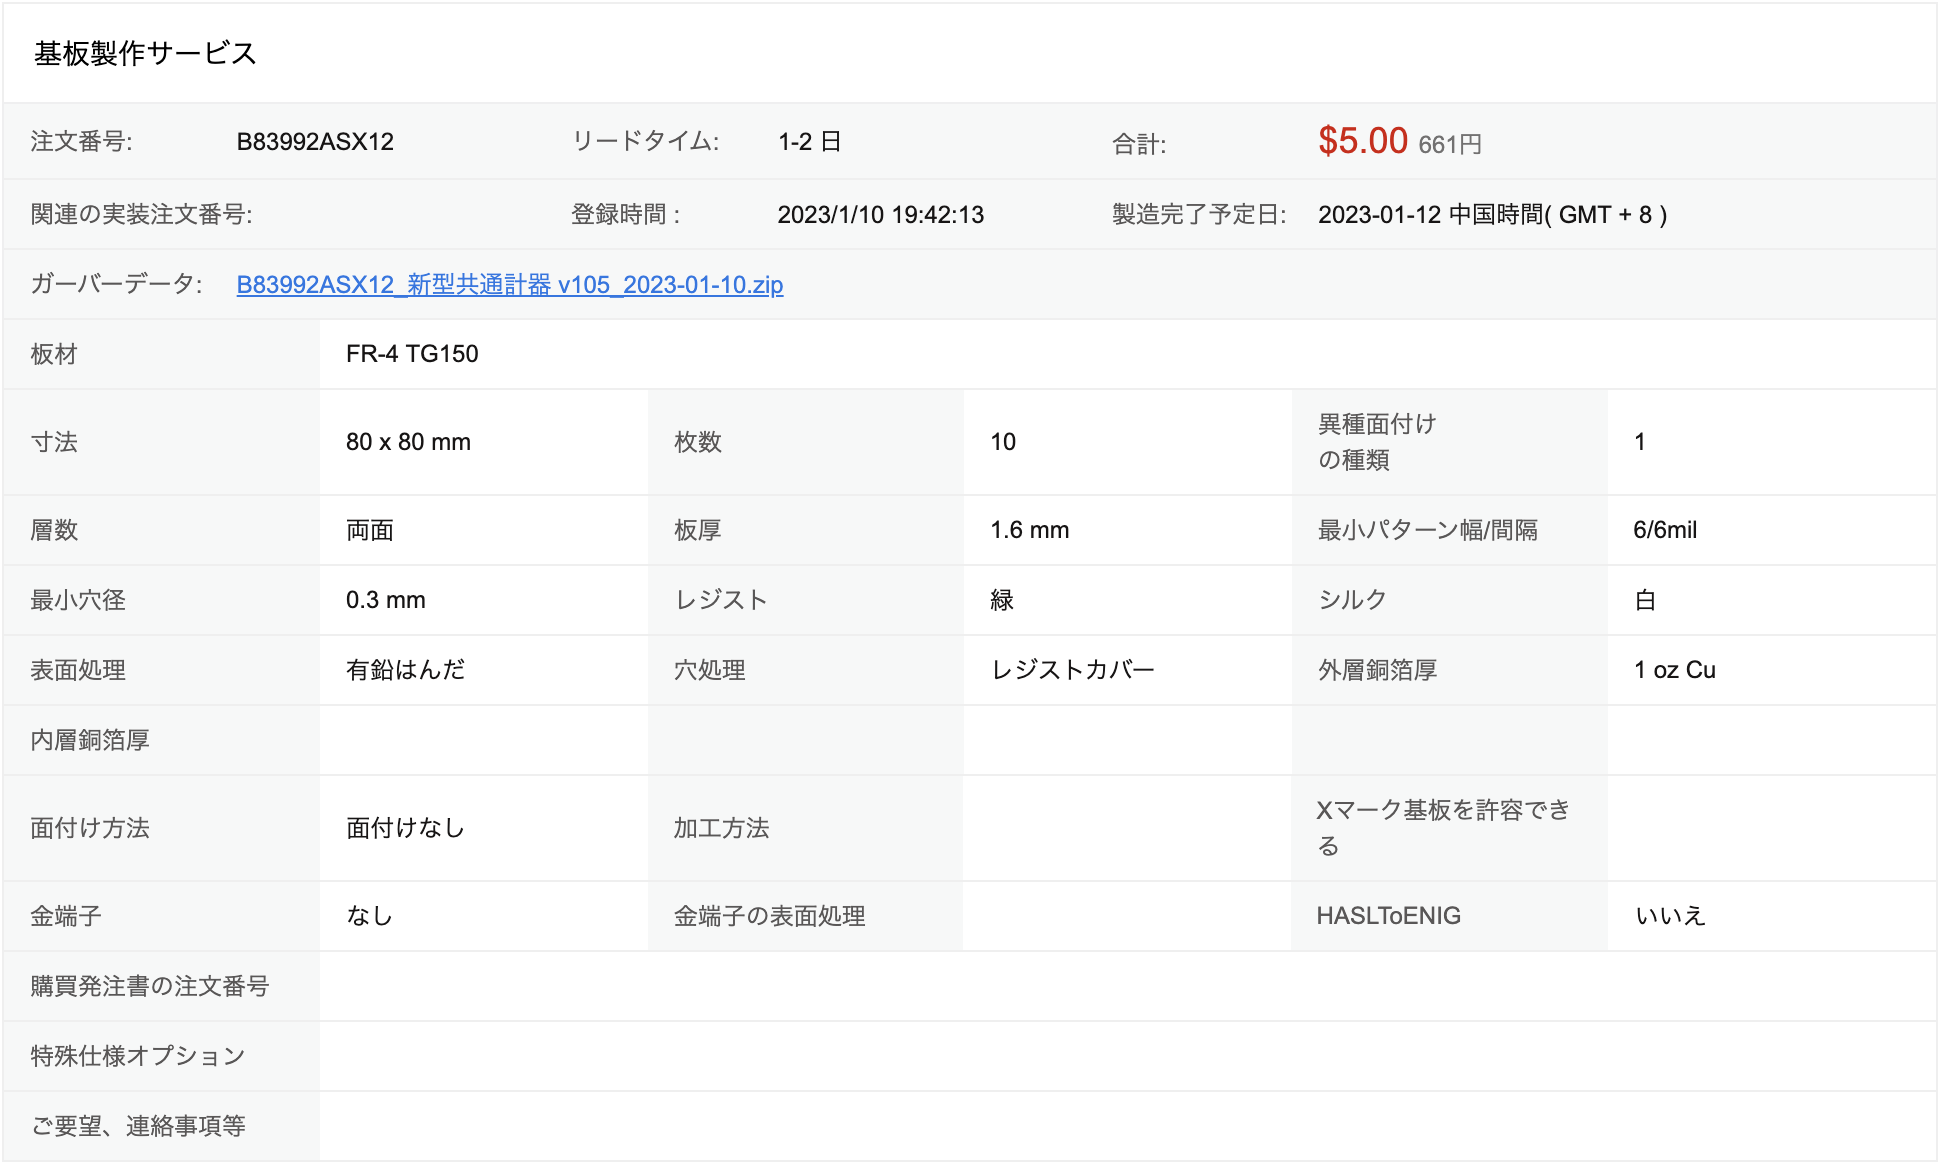 基板製作サービス
注文番号: B83992ASX12 リードタイム: 1-2 日 合計: $5.00 661円
関連の実装注文番号: 登録時間 : 2023/1/10 19:42:13 製造完了予定日: 2023-01-12 中国時間( GMT + 8 )
ガーバーデータ: B83992ASX12_新型共通計器 v105_2023-01-10.zip
板材 FR-4 TG150
寸法 80 x 80 mm 枚数 10 異種面付け
の種類 1
層数 両面 板厚 1.6 mm 最小パターン幅/間隔 6/6mil
最小穴径 0.3 mm レジスト 緑 シルク 白
表面処理 有鉛はんだ 穴処理 レジストカバー 外層銅箔厚 1 oz Cu
内層銅箔厚
面付け方法 面付けなし 加工方法 Xマーク基板を許容でき
る
金端子 なし 金端子の表面処理 HASLToENIG いいえ
購買発注書の注文番号
特殊仕様オプション
ご要望、連絡事項等